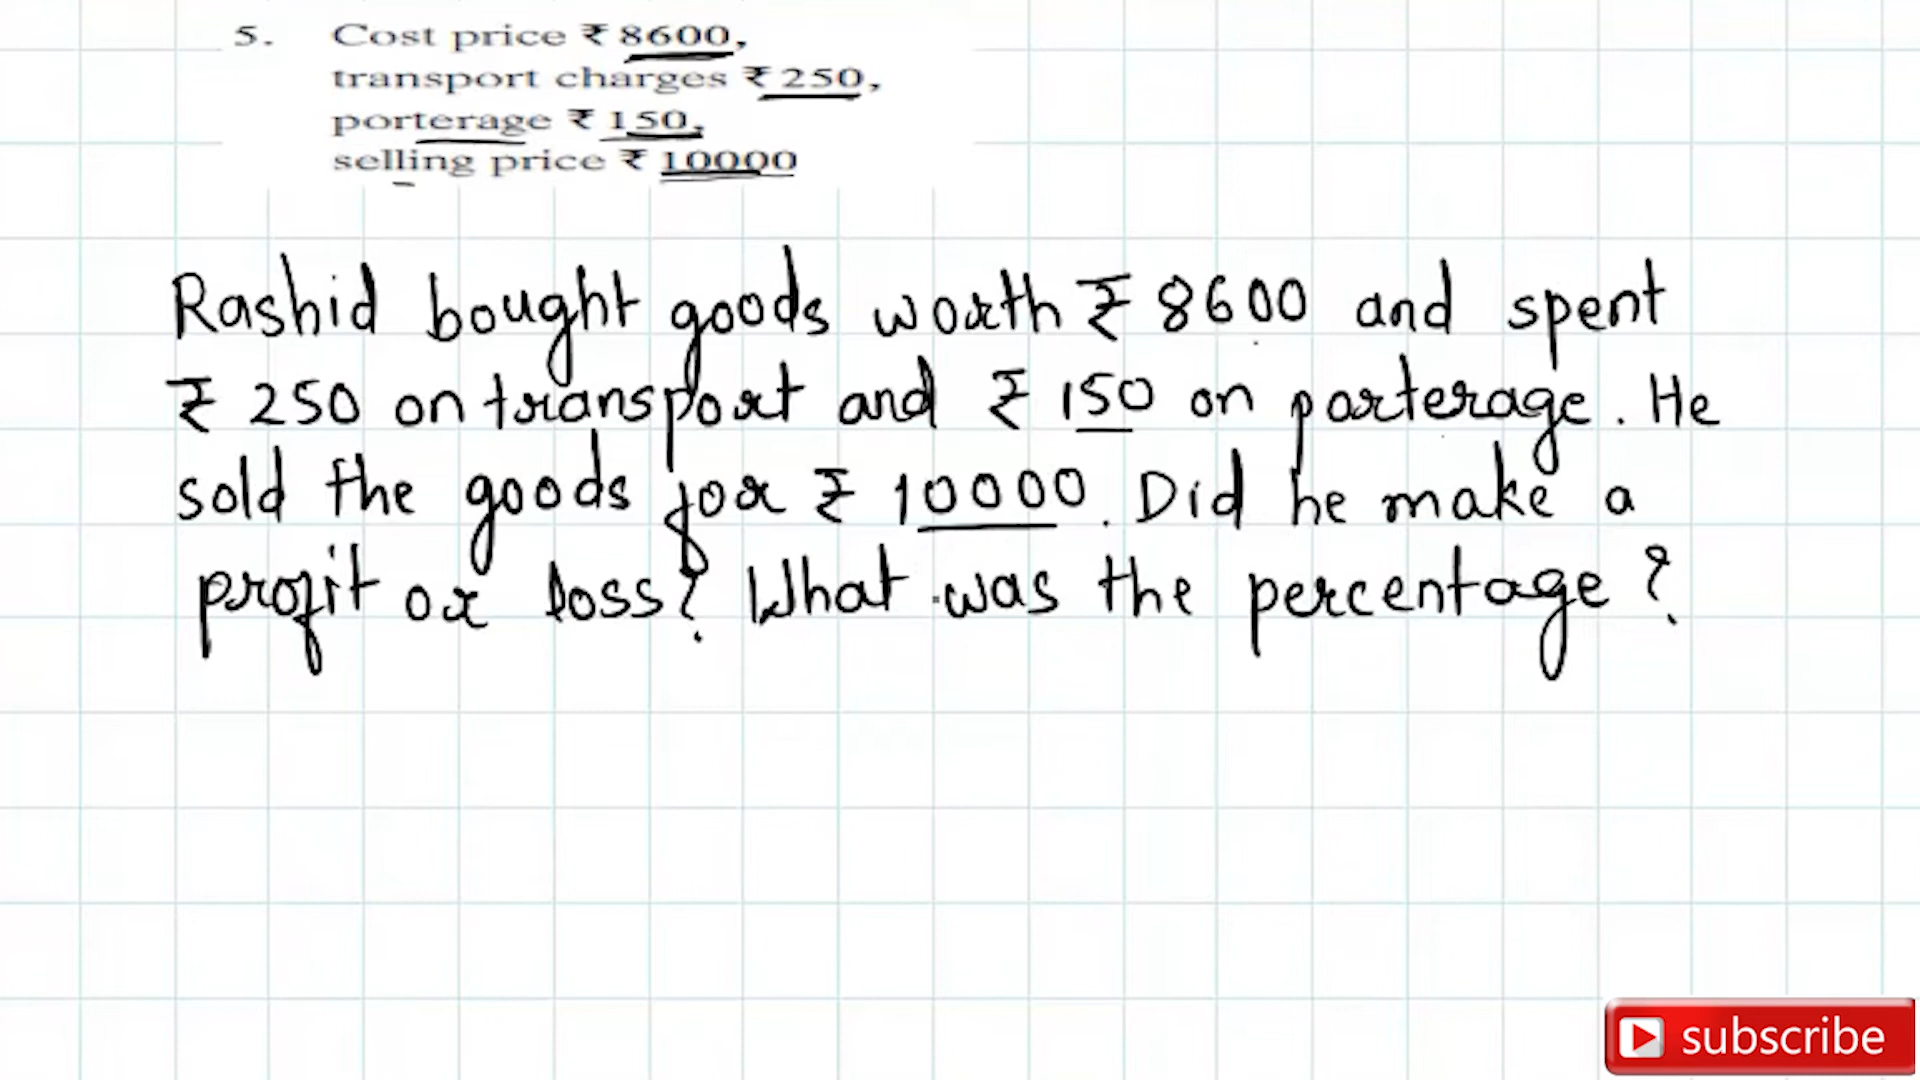 5. Cost price ₹ 8600,
transport charges ₹ 250,
porterage ₹ 150,
selling price ₹ 10000
Rashid bought goods worth ₹ 8600 and spent
₹ 250 on transport and ₹ 150 on porterage. He
sold the goods for ₹ 10000. Did he make a
profit or loss? What was the percentage?
subscribe